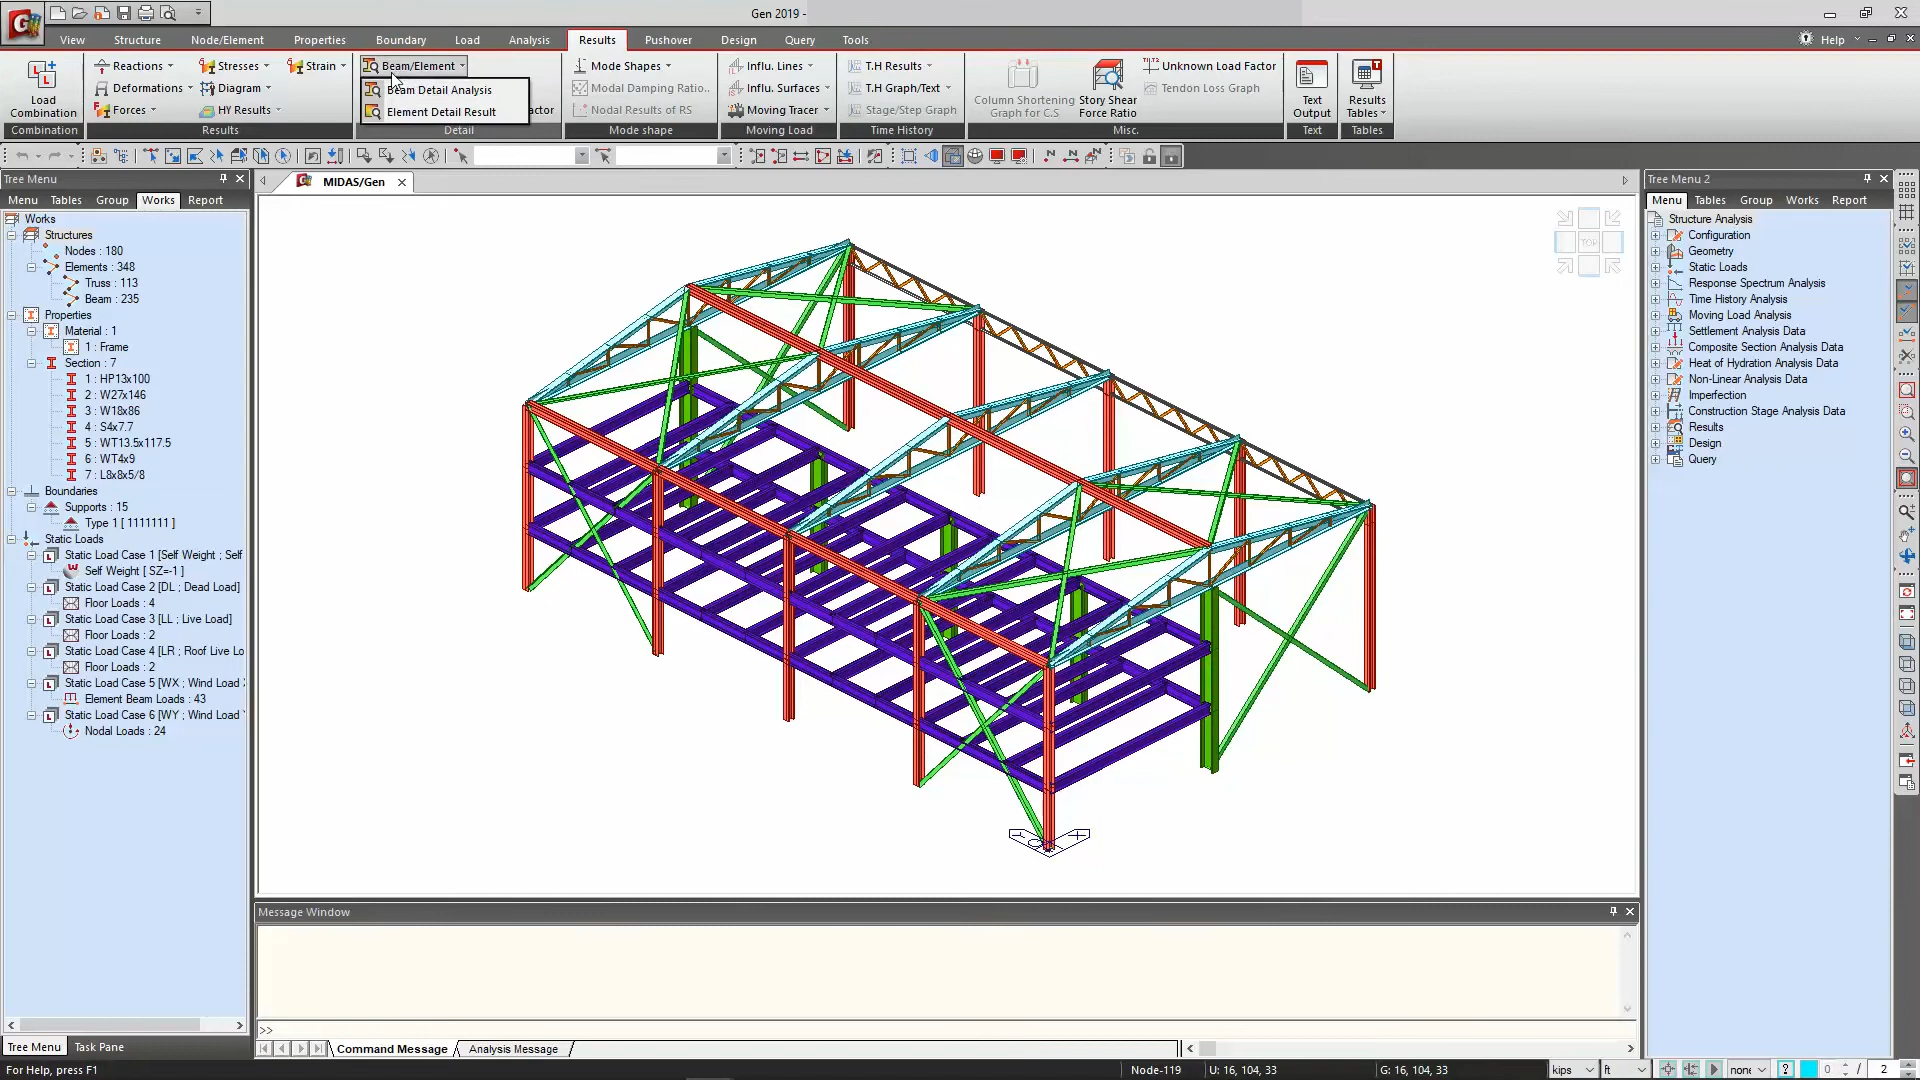 Gen 2019 -
View Structure Node/Element Properties Boundary Load Analysis Results Pushover Design Query Tools Help
Load Combination
Combination
Reactions
Deformations
Forces
Stresses
Diagram
HY Results
Strain
Results
Beam/Element
Beam Detail Analysis
Element Detail Result
actor
Detail
Mode Shapes
Modal Damping Ratio..
Nodal Results of RS
Mode shape
Influ. Lines
Influ. Surfaces
Moving Tracer
Moving Load
T.H Results
T.H Graph/Text
Stage/Step Graph
Time History
Column Shortening
Graph for C.S
Story Shear
Force Ratio
Unknown Load Factor
Tendon Loss Graph
Misc.
Text
Output
Text
Results
Tables
Tables
Tree Menu
Menu Tables Group Works Report
Works
Structures
Nodes : 180
Elements : 348
Truss : 113
Beam : 235
Properties
Material : 1
1 : Frame
Section : 7
1 : HP13x100
2 : W27x146
3 : W18x86
4 : S4x7.7
5 : WT13.5x117.5
6 : WT4x9
7 : L8x8x5/8
Boundaries
Supports : 15
Type 1 [ 1111111 ]
Static Loads
Static Load Case 1 [Self Weight ; Self
Self Weight [ SZ=-1 ]
Static Load Case 2 [DL ; Dead Load]
Floor Loads : 4
Static Load Case 3 [LL ; Live Load]
Floor Loads : 2
Static Load Case 4 [LR ; Roof Live Lo
Floor Loads : 2
Static Load Case 5 [WX ; Wind Load
Element Beam Loads : 43
Static Load Case 6 [WY ; Wind Load
Nodal Loads : 24
Tree Menu Task Pane
MIDAS/Gen
TOP
Message Window
>>
Command Message Analysis Message
Tree Menu 2
Menu Tables Group Works Report
Structure Analysis
Configuration
Geometry
Static Loads
Response Spectrum Analysis
Time History Analysis
Moving Load Analysis
Settlement Analysis Data
Composite Section Analysis Data
Heat of Hydration Analysis Data
Non-Linear Analysis Data
Imperfection
Construction Stage Analysis Data
Results
Design
Query
For Help, press F1
Node-119 U: 16, 104, 33 G: 16, 104, 33 kips ft none 0 / 2